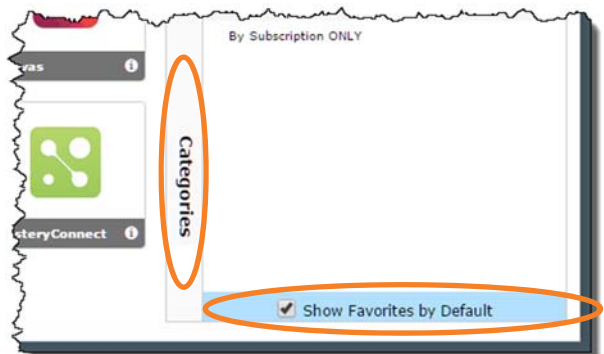 By Subscription ONLY
vas
Categories
steryConnect
Show Favorites by Default